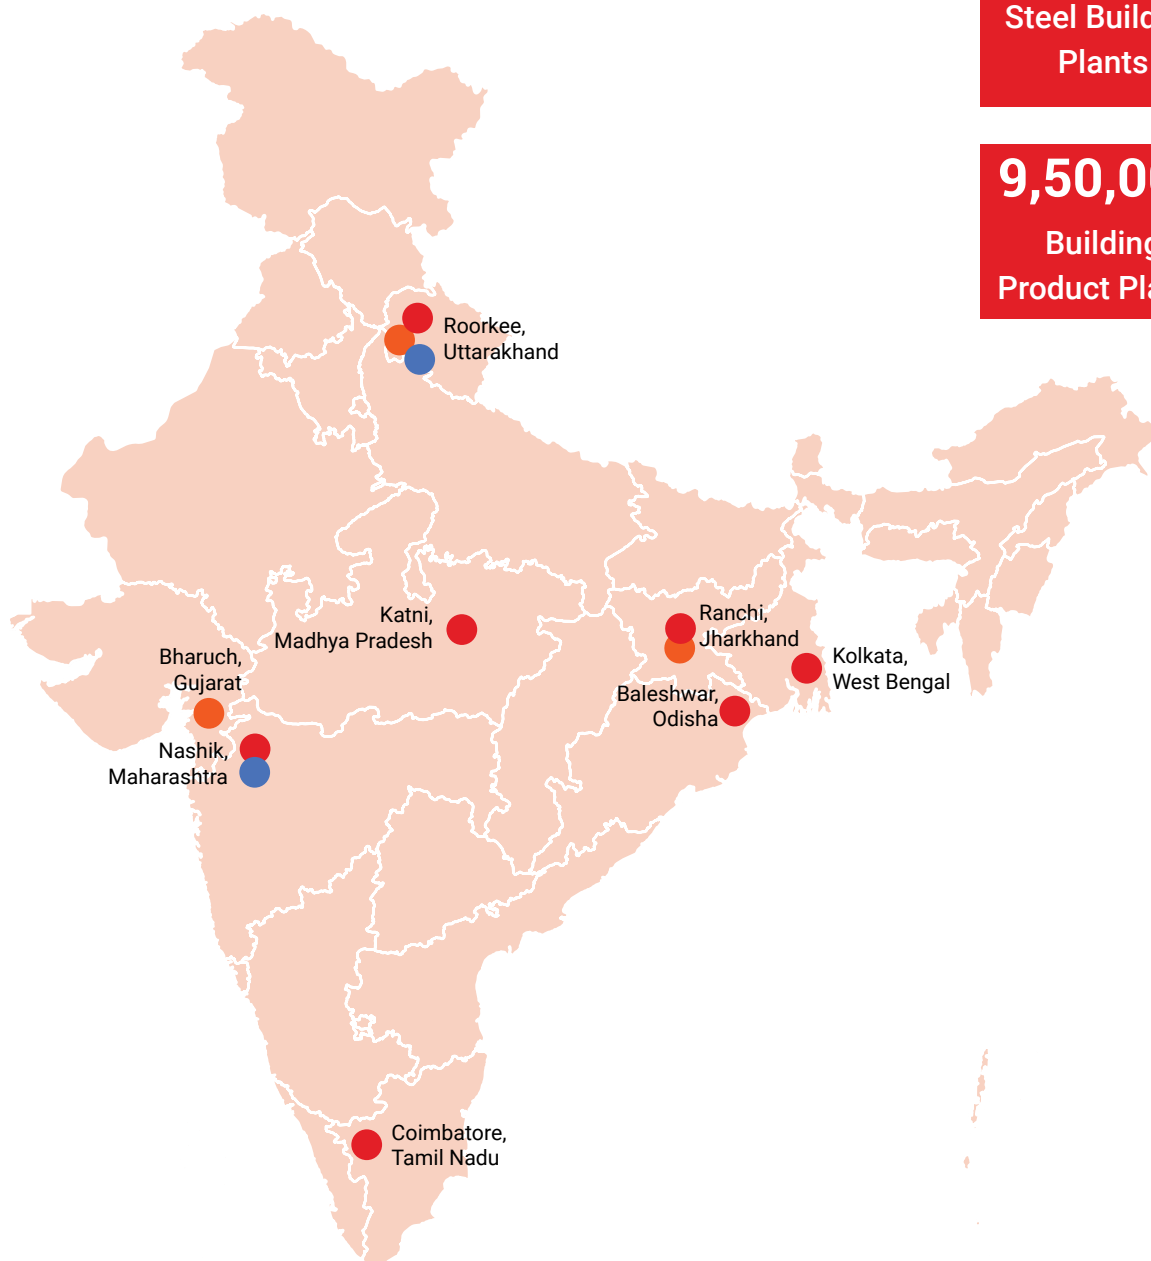 Steel Build
Plants
9,50,00
Building
Product Pla
Roorkee,
Uttarakhand
Katni,
Madhya Pradesh
Ranchi,
Jharkhand
Bharuch,
Gujarat
Kolkata,
West Bengal
Baleshwar,
Odisha
Nashik,
Maharashtra
Coimbatore,
Tamil Nadu